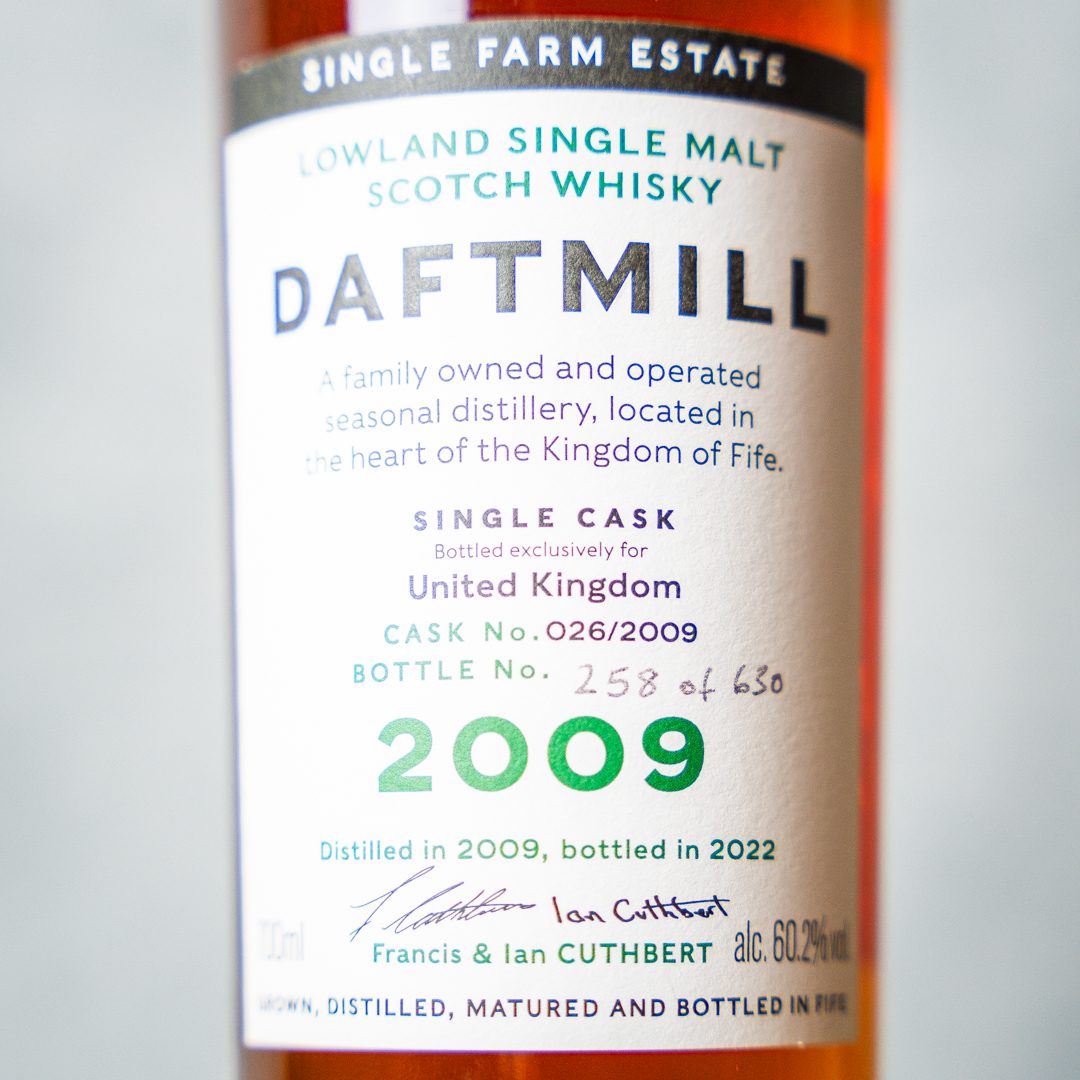 SINGLE FARM ESTATE
LOWLAND SINGLE MALT
SCOTCH WHISKY
DAFTMILL
A family owned and operated
seasonal distillery, located in
the heart of the Kingdom of Fife.
SINGLE CASK
Bottled exclusively for
United Kingdom
CASK No.026/2009
BOTTLE No. 258 of 630
2009
Distilled in 2009, bottled in 2022
Ian Cuthbert
700ml
Francis & Ian CUTHBERT
alc. 60.2% vol.
GROWN, DISTILLED, MATURED AND BOTTLED IN FIFE